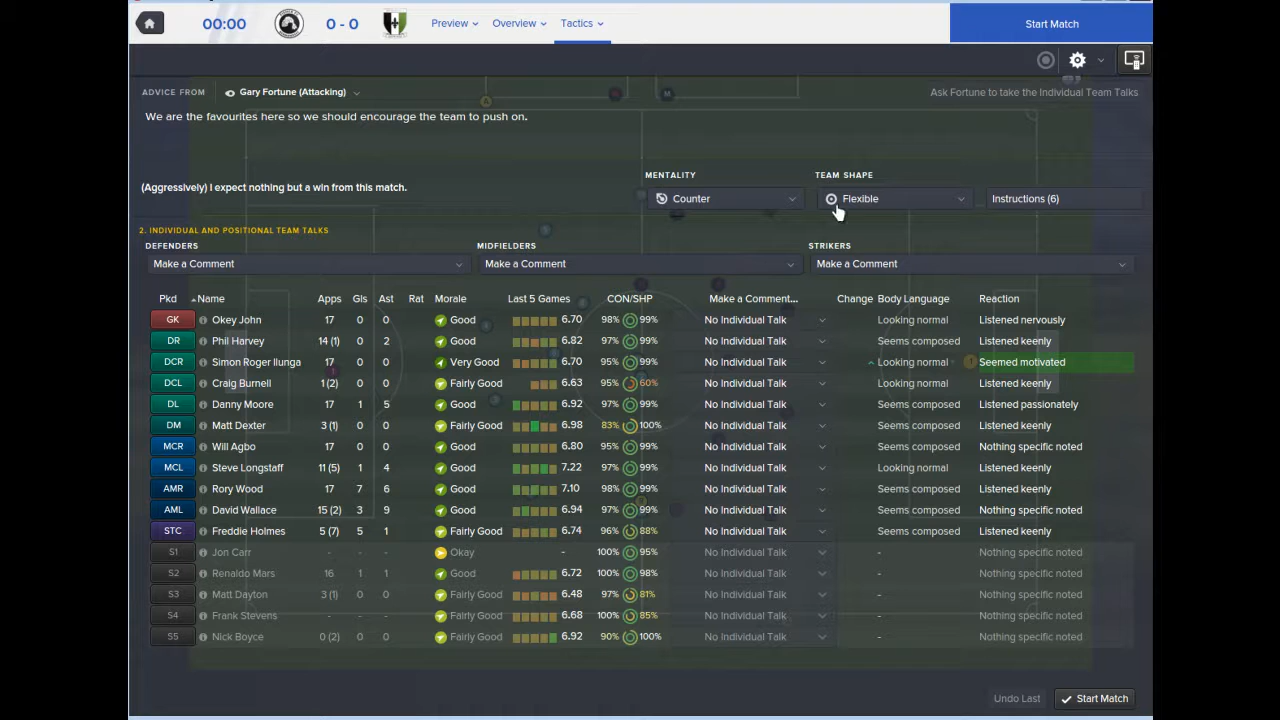 00:00 0 - 0 Preview Overview Tactics Start Match
ADVICE FROM Gary Fortune (Attacking) Ask Fortune to take the Individual Team Talks
We are the favourites here so we should encourage the team to push on.
MENTALITY TEAM SHAPE
(Aggressively) I expect nothing but a win from this match.
Counter Flexible Instructions (6)
2. INDIVIDUAL AND POSITIONAL TEAM TALKS
DEFENDERS MIDFIELDERS STRIKERS
Make a Comment Make a Comment Make a Comment
Pkd Name Apps Gls Ast Rat Morale Last 5 Games CON/SHP Make a Comment... Change Body Language Reaction
GK Okey John 17 0 0 Good 6.70 98% 99% No Individual Talk Looking normal Listened nervously
DR Phil Harvey 14 (1) 0 2 Good 6.82 97% 99% No Individual Talk Seems composed Listened keenly
DCR Simon Roger Ilunga 17 0 0 Very Good 6.70 95% 99% No Individual Talk Looking normal Seemed motivated
DCL Craig Burnell 1 (2) 0 0 Fairly Good 6.63 95% 60% No Individual Talk Looking normal Listened keenly
DL Danny Moore 17 1 5 Good 6.92 97% 99% No Individual Talk Seems composed Listened passionately
DM Matt Dexter 3 (1) 0 0 Fairly Good 6.98 83% 100% No Individual Talk Seems composed Listened keenly
MCR Will Agbo 17 0 0 Good 6.80 95% 99% No Individual Talk Seems composed Nothing specific noted
MCL Steve Longstaff 11 (5) 1 4 Good 7.22 97% 99% No Individual Talk Looking normal Listened keenly
AMR Rory Wood 17 7 6 Good 7.10 98% 99% No Individual Talk Seems composed Listened keenly
AML David Wallace 15 (2) 3 9 Good 6.94 97% 99% No Individual Talk Seems composed Nothing specific noted
STC Freddie Holmes 5 (7) 5 1 Fairly Good 6.74 96% 88% No Individual Talk Seems composed Listened keenly
S1 Jon Carr - - - Okay - 100% 95% No Individual Talk - Nothing specific noted
S2 Renaldo Mars 16 1 1 Good 6.72 100% 98% No Individual Talk - Nothing specific noted
S3 Matt Dayton 3 (1) 0 0 Fairly Good 6.48 97% 81% No Individual Talk - Nothing specific noted
S4 Frank Stevens - - - Fairly Good 6.68 100% 85% No Individual Talk - Nothing specific noted
S5 Nick Boyce 0 (2) 0 0 Fairly Good 6.92 90% 100% No Individual Talk - Nothing specific noted
Undo Last Start Match